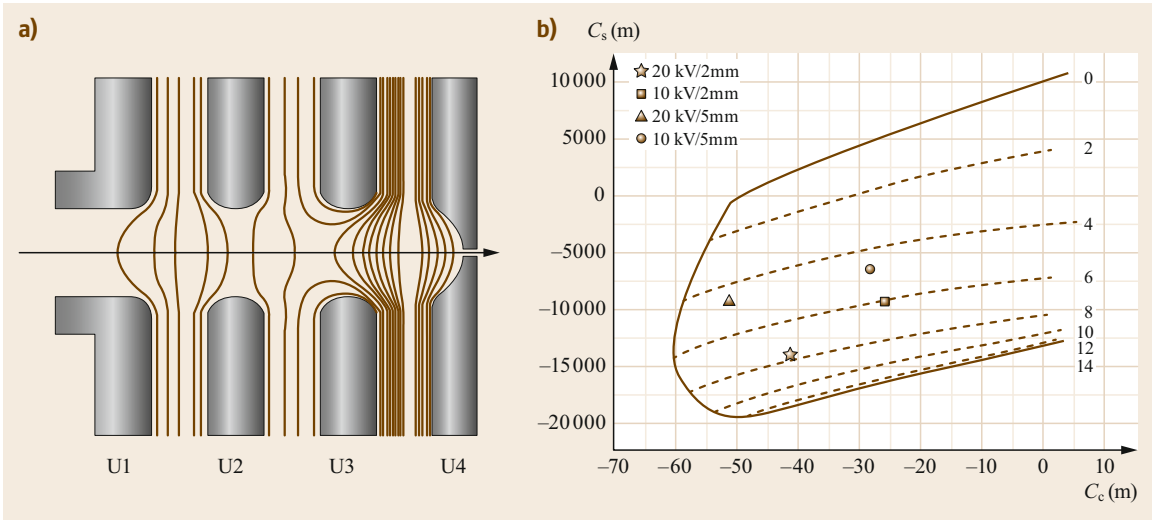 a)
U1 U2 U3 U4
b)
Cs (m)
20 kV/2mm
10 kV/2mm
20 kV/5mm
10 kV/5mm
10000
5000
0
−5000
−10000
−15000
−20000
0
2
4
6
8
10
12
14
−70 −60 −50 −40 −30 −20 −10 0 10
Cc (m)